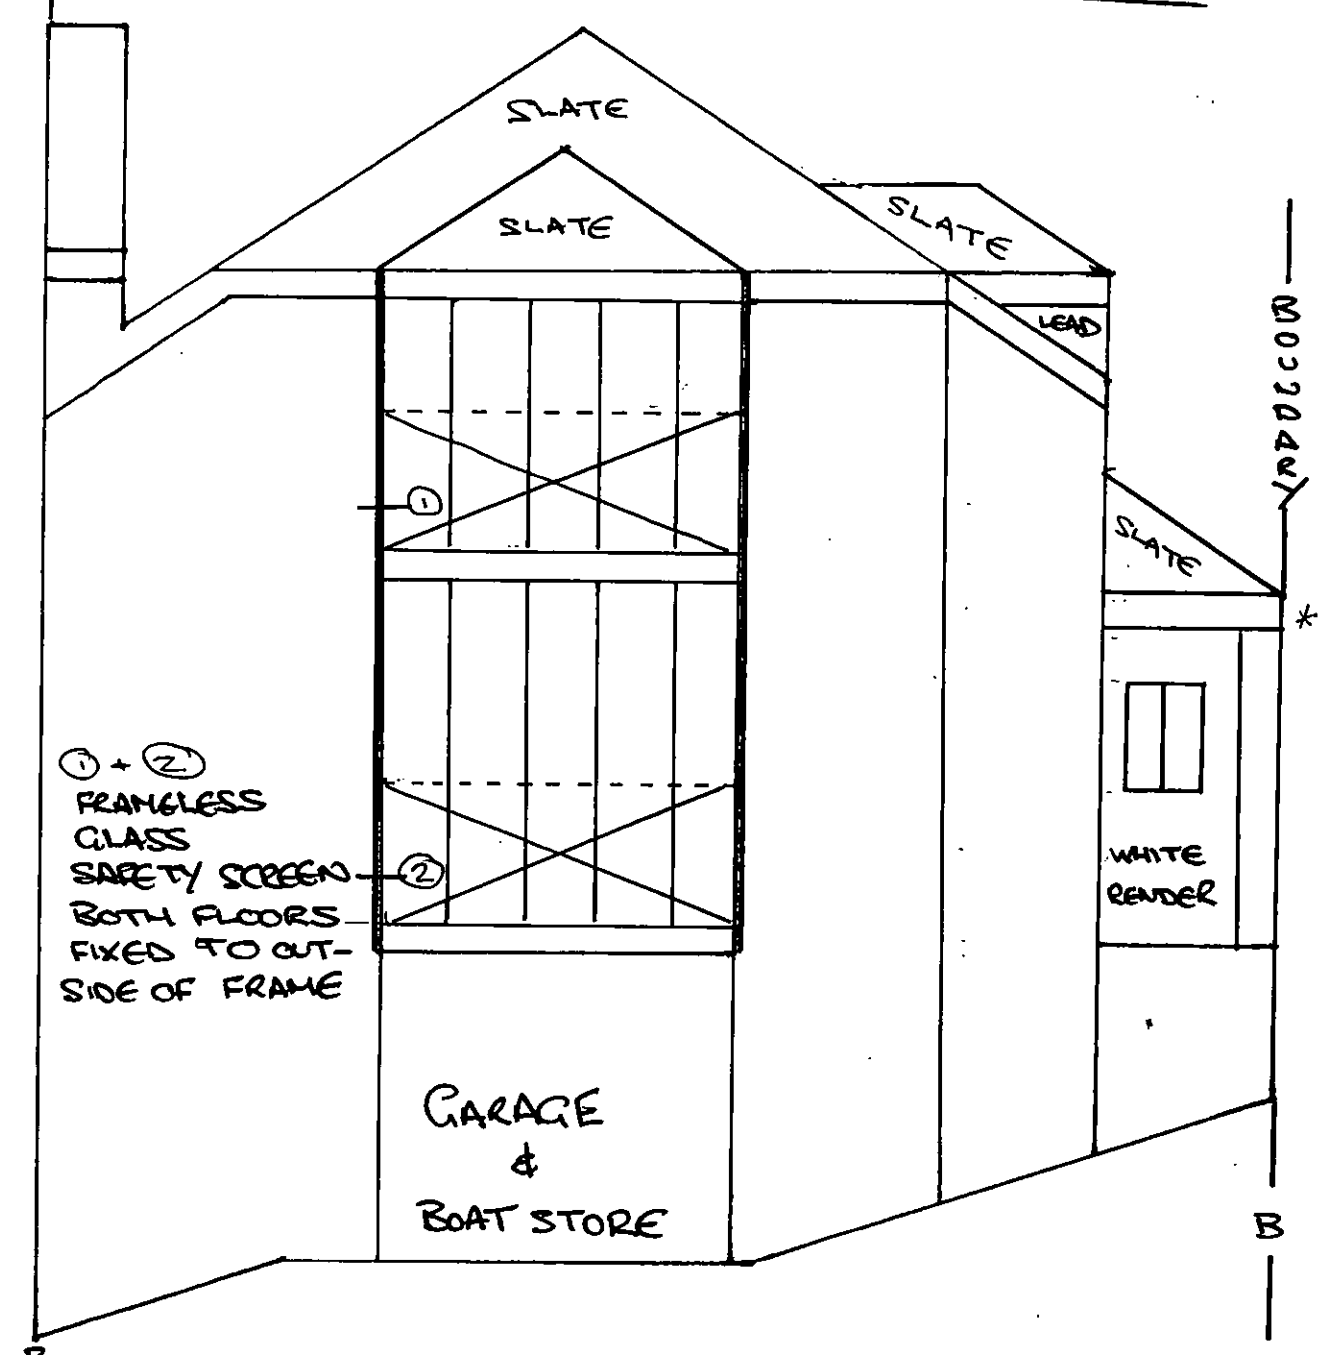 SLATE
SLATE
SLATE
LEAD
BOUNDARY
①
SLATE
*
① + ②
FRAMELESS
GLASS
SAFETY SCREEN
②
BOTH FLOORS
FIXED TO OUT-
SIDE OF FRAME
WHITE
RENDER
GARAGE
&
BOAT STORE
B